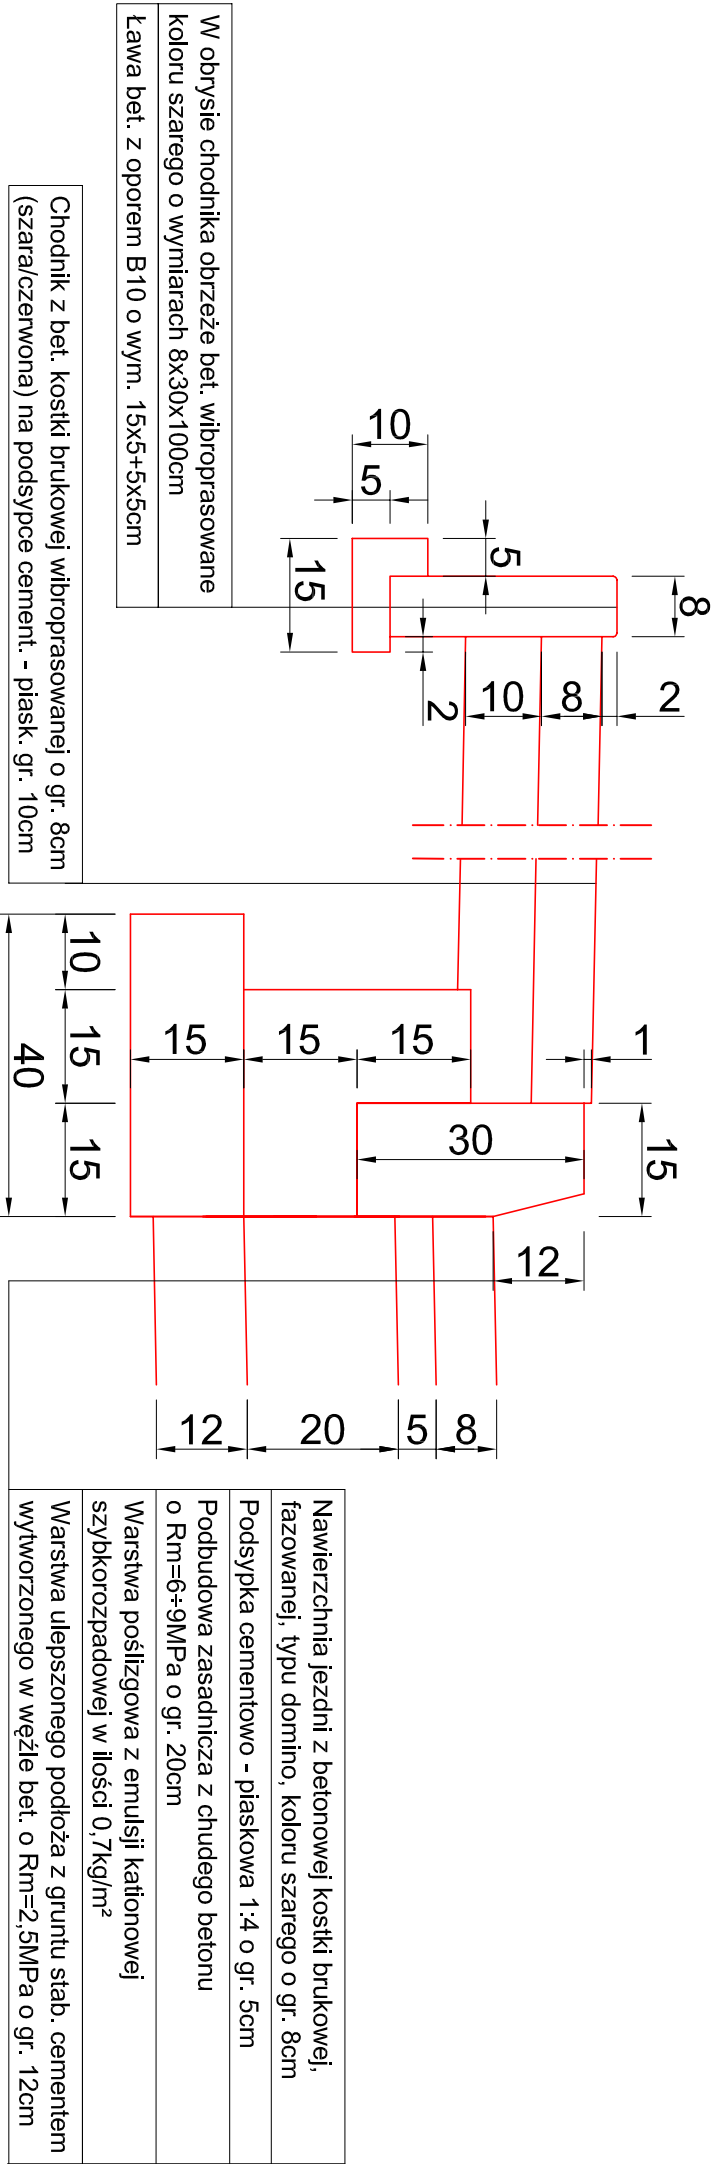 W obrysie chodnika obrzeże bet. wibroprasowane
koloru szarego o wymiarach 8x30x100cm
Ława bet. z oporem B10 o wym. 15x5+5x5cm
Chodnik z bet. kostki brukowej wibroprasowanej o gr. 8cm
(szara/czerwona) na podsypce cement. - piask. gr. 10cm
8
5
10
5
15
2
2
8
10
1
15
30
12
15
15
15
10
15
15
40
8
5
20
12
Nawierzchnia jezdni z betonowej kostki brukowej,
fazowanej, typu domino, koloru szarego o gr. 8cm
Podsypka cementowo - piaskowa 1:4 o gr. 5cm
Podbudowa zasadnicza z chudego betonu
o Rm=6÷9MPa o gr. 20cm
Warstwa poślizgowa z emulsji kationowej
szybkorozpadowej w ilości 0,7kg/m²
Warstwa ulepszonego podłoża z gruntu stab. cementem
wytworzonego w węźle bet. o Rm=2,5MPa o gr. 12cm